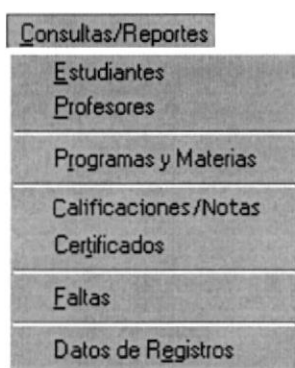 Consultas/Reportes
Estudiantes
Profesores
Programas y Materias
Calificaciones/Notas
Certificados
Faltas
Datos de Registros